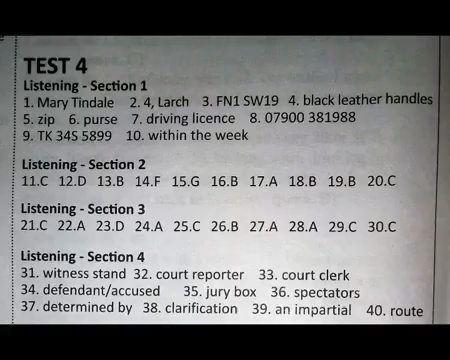 TEST 4
Listening - Section 1
1. Mary Tindale 2. 4, Larch 3. FN1 SW19 4. black leather handles
5. zip 6. purse 7. driving licence 8. 07900 381988
9. TK 34S 5899 10. within the week
Listening - Section 2
11.C 12.D 13.B 14.F 15.G 16.B 17.A 18.B 19.B 20.C
Listening - Section 3
21.C 22.A 23.D 24.A 25.C 26.B 27.A 28.A 29.C 30.C
Listening - Section 4
31. witness stand 32. court reporter 33. court clerk
34. defendant/accused 35. jury box 36. spectators
37. determined by 38. clarification 39. an impartial 40. route